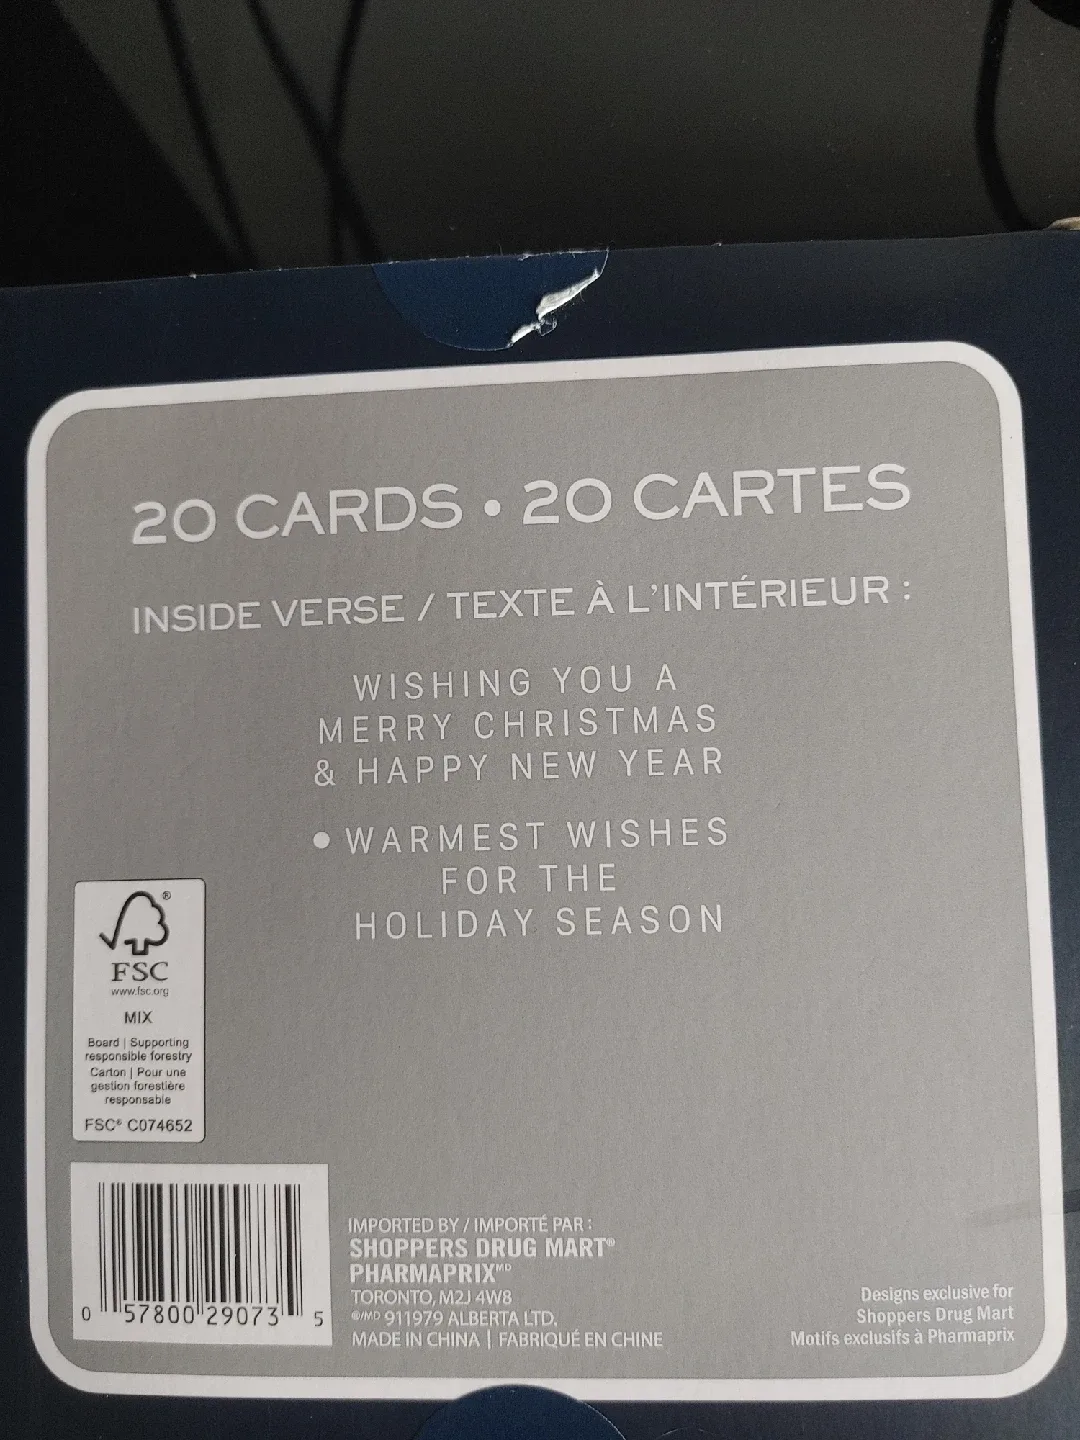 20 CARDS • 20 CARTES
INSIDE VERSE / TEXTE À L'INTÉRIEUR :
WISHING YOU A
MERRY CHRISTMAS
& HAPPY NEW YEAR
• WARMEST WISHES
FOR THE
HOLIDAY SEASON
®
FSC
www.fsc.org
MIX
Board | Supporting
responsible forestry
Carton | Pour une
gestion forestière
responsable
FSC® C074652
0 57800 29073 5
IMPORTED BY / IMPORTÉ PAR :
SHOPPERS DRUG MART®
PHARMAPRIX MD
TORONTO, M2J 4W8
®/MD 911979 ALBERTA LTD.
MADE IN CHINA | FABRIQUÉ EN CHINE
Designs exclusive for
Shoppers Drug Mart
Motifs exclusifs à Pharmaprix